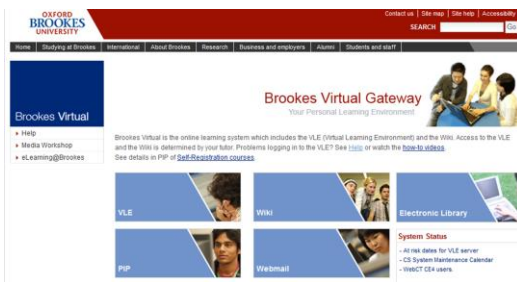 OXFORD
BROOKES
UNIVERSITY
Contact us | Site map | Site help | Accessibility
SEARCH Go
Home Studying at Brookes International About Brookes Research Business and employers Alumni Students and staff
Brookes Virtual Gateway
Your Personal Learning Environment
Brookes Virtual
Help
Media Workshop
eLearning@Brookes
Brookes Virtual is the online learning system which includes the VLE (Virtual Learning Environment) and the Wiki. Access to the VLE
and the Wiki is determined by your tutor. Problems logging in to the VLE? See Help or watch the how-to videos.
See details in PIP of Self-Registration courses.
VLE
Wiki
Electronic Library
PIP
Webmail
System Status
- At risk dates for VLE server
- CS System Maintenance Calendar
- WebCT CE4 users.